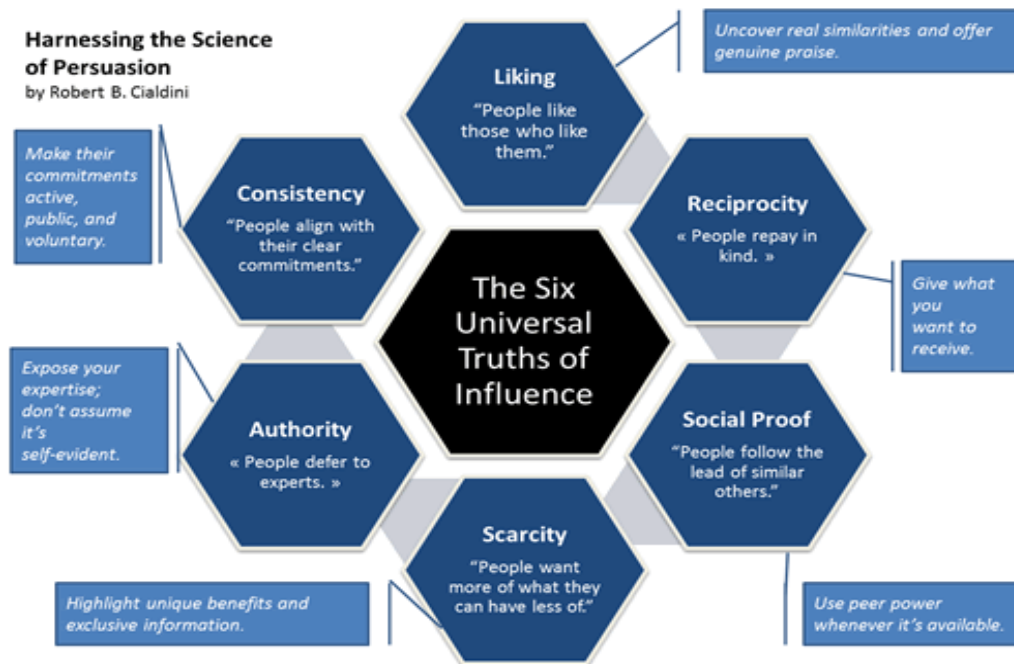 Harnessing the Science
of Persuasion
by Robert B. Cialdini
Liking
“People like
those who like
them.”
Uncover real similarities and offer
genuine praise.
Reciprocity
« People repay in
kind. »
Give what
you
want to
receive.
Social Proof
“People follow the
lead of similar
others.”
Use peer power
whenever it’s available.
Scarcity
“People want
more of what they
can have less of.”
Highlight unique benefits and
exclusive information.
Authority
« People defer to
experts. »
Expose your
expertise;
don’t assume
it’s
self-evident.
Consistency
“People align with
their clear
commitments.”
Make their
commitments
active,
public, and
voluntary.
The Six
Universal
Truths of
Influence